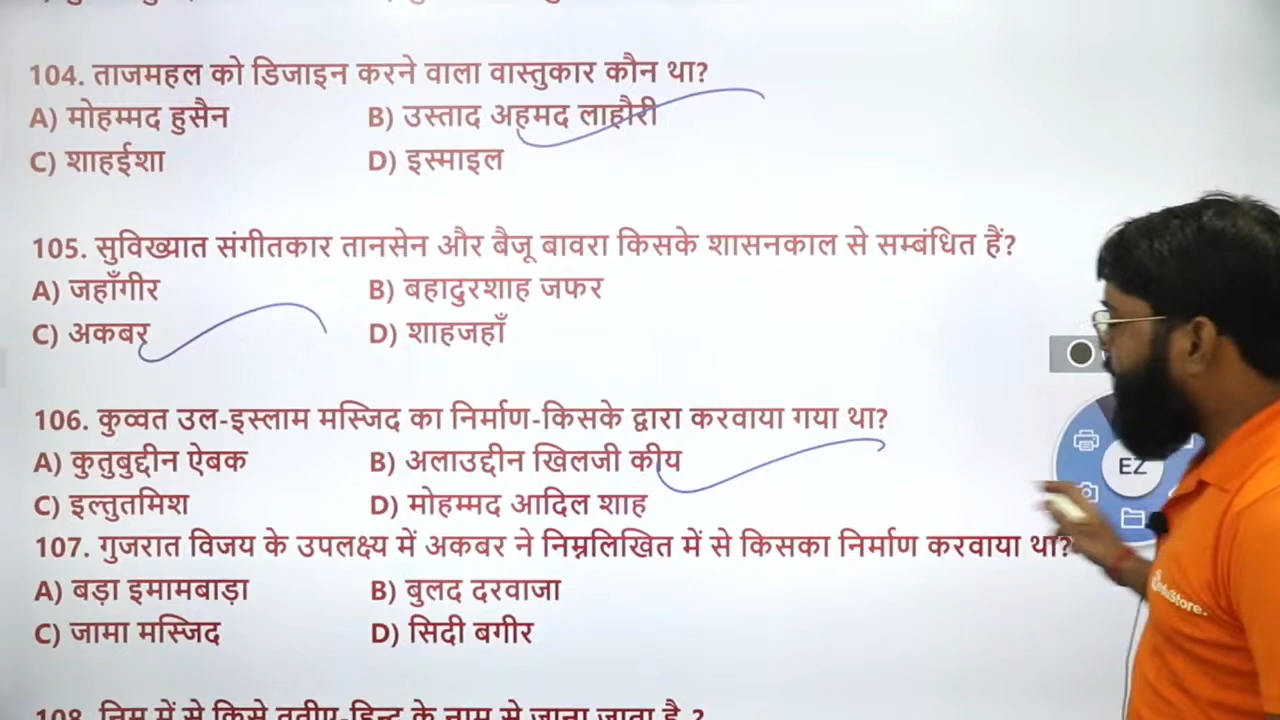 104. ताजमहल को डिजाइन करने वाला वास्तुकार कौन था?
A) मोहम्मद हुसैन B) उस्ताद अहमद लाहौरी
C) शाहईशा D) इस्माइल
105. सुविख्यात संगीतकार तानसेन और बैजू बावरा किसके शासनकाल से सम्बंधित हैं?
A) जहाँगीर B) बहादुरशाह जफर
C) अकबर D) शाहजहाँ
106. कुव्वत उल-इस्लाम मस्जिद का निर्माण-किसके द्वारा करवाया गया था?
A) कुतुबुद्दीन ऐबक B) अलाउद्दीन खिलजी कीय
C) इल्तुतमिश D) मोहम्मद आदिल शाह
EZ
107. गुजरात विजय के उपलक्ष्य में अकबर ने निम्नलिखित में से किसका निर्माण करवाया था?
A) बड़ा इमामबाड़ा B) बुलद दरवाजा
C) जामा मस्जिद D) सिदी बगीर
108. निम्न में से किसे तृतीए-हिन्द के नाम से जाना जाता है ?